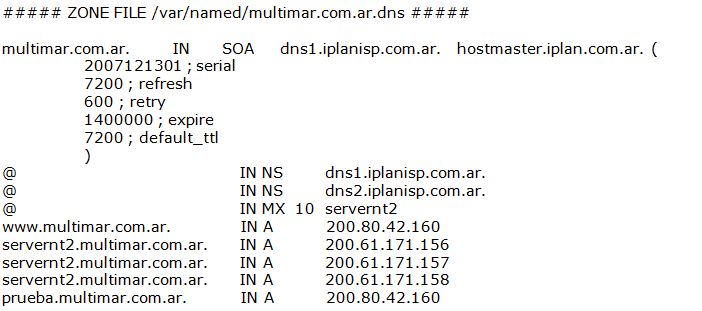 ##### ZONE FILE /var/named/multimar.com.ar.dns #####
multimar.com.ar. IN SOA dns1.iplanisp.com.ar. hostmaster.iplan.com.ar. (
2007121301 ; serial
7200 ; refresh
600 ; retry
1400000 ; expire
7200 ; default_ttl
)
@ IN NS dns1.iplanisp.com.ar.
@ IN NS dns2.iplanisp.com.ar.
@ IN MX 10 servernt2
www.multimar.com.ar. IN A 200.80.42.160
servernt2.multimar.com.ar. IN A 200.61.171.156
servernt2.multimar.com.ar. IN A 200.61.171.157
servernt2.multimar.com.ar. IN A 200.61.171.158
prueba.multimar.com.ar. IN A 200.80.42.160